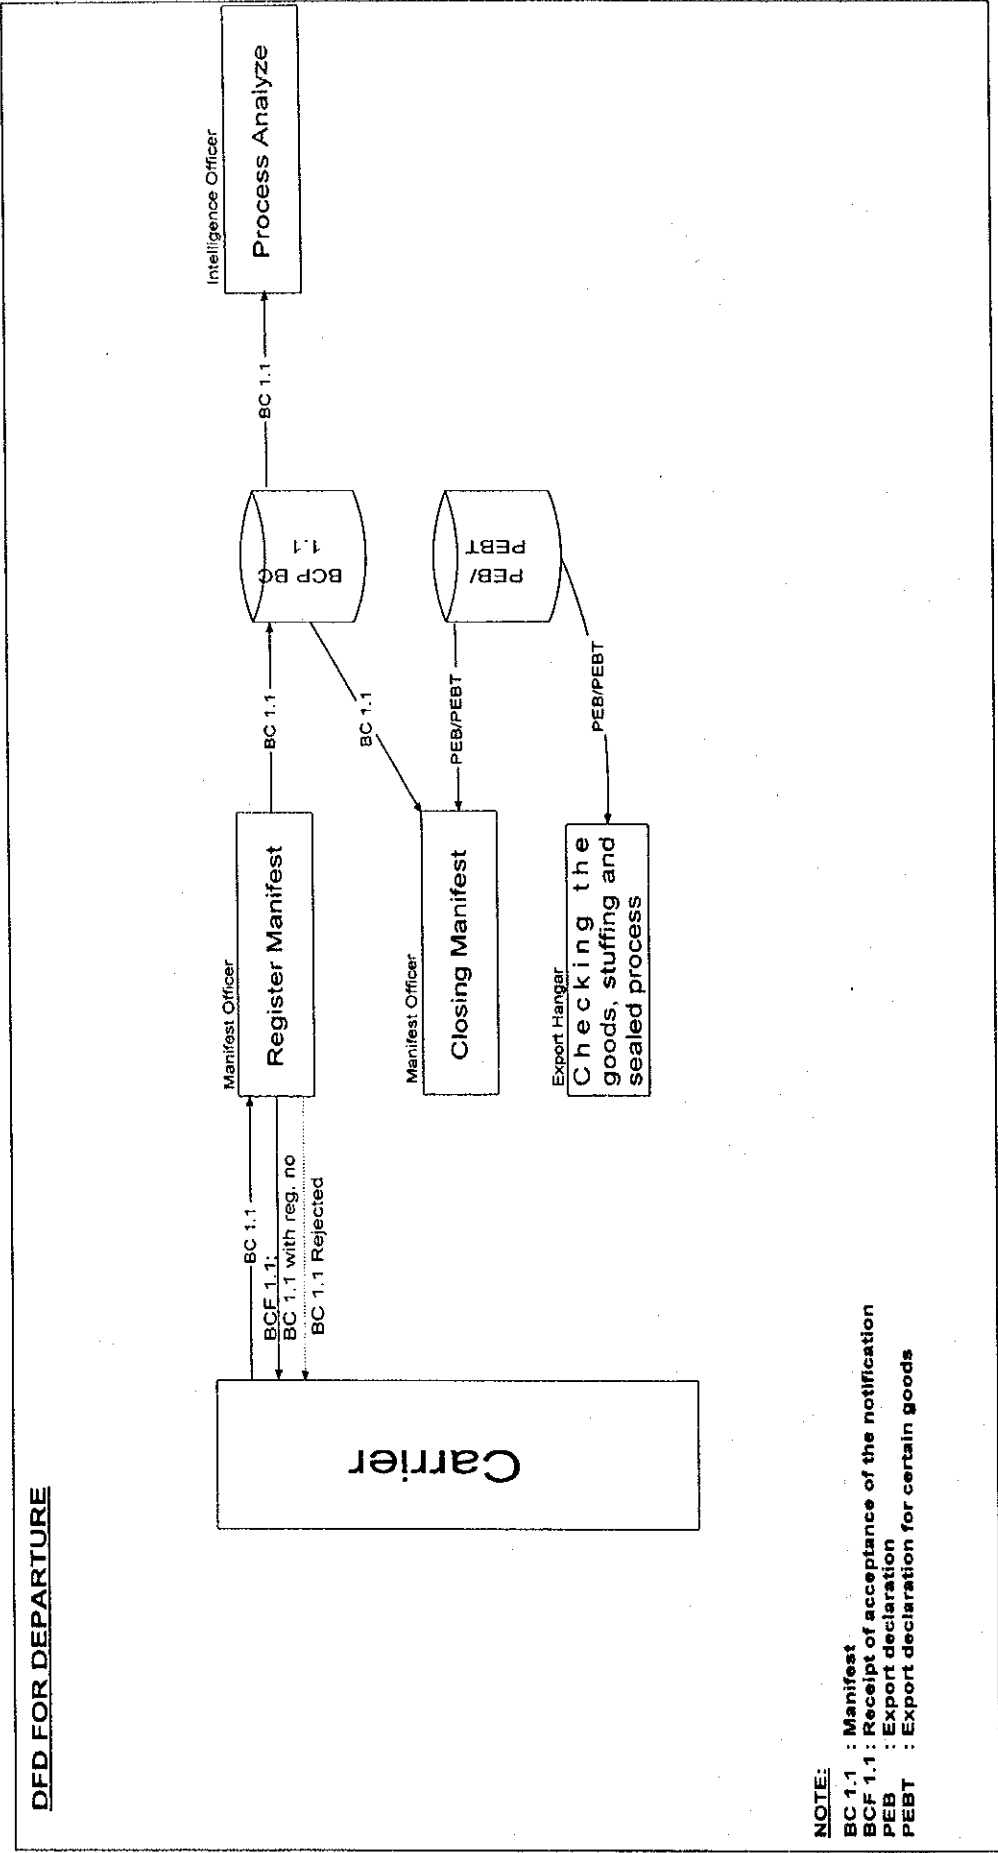 DFD FOR DEPARTURE
Carrier
BC 1.1
BCF 1.1;
BC 1.1 with reg. no
BC 1.1 Rejected
Manifest Officer
Register Manifest
BC 1.1
BCP BC
1.1
BC 1.1
Intelligence Officer
Process Analyze
BC 1.1
Manifest Officer
Closing Manifest
PEB/PEBT
PEB/
PEBT
PEB/PEBT
Export Hangar
Checking the
goods, stuffing and
sealed process
NOTE:
BC 1.1 : Manifest
BCF 1.1 : Receipt of acceptance of the notification
PEB : Export declaration
PEBT : Export declaration for certain goods